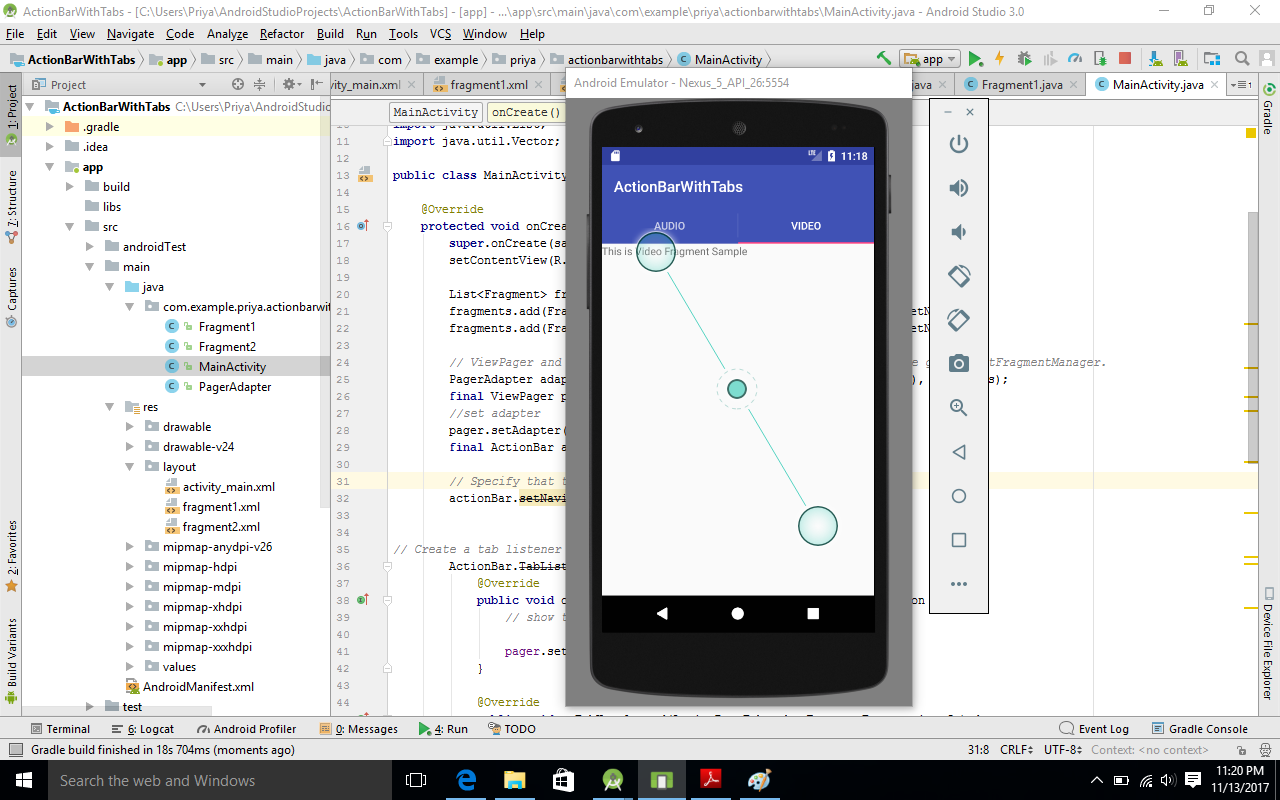 ActionBarWithTabs - [C:\Users\Priya\AndroidStudioProjects\ActionBarWithTabs] - [app] - ...\app\src\main\java\com\example\priya\actionbarwithtabs\MainActivity.java - Android Studio 3.0
File Edit View Navigate Code Analyze Refactor Build Run Tools VCS Window Help
ActionBarWithTabs app src main java com example priya actionbarwithtabs MainActivity app
Project
vity_main.xml fragment1.xml java Fragment1.java MainActivity.java
Android Emulator - Nexus_5_API_26:5554
MainActivity onCreate()
1: Project
7: Structure
Captures
2: Favorites
Build Variants
ActionBarWithTabs C:\Users\Priya\AndroidStudio
.gradle
.idea
app
build
libs
src
androidTest
main
java
com.example.priya.actionbarwit
Fragment1
Fragment2
MainActivity
PagerAdapter
res
drawable
drawable-v24
layout
activity_main.xml
fragment1.xml
fragment2.xml
mipmap-anydpi-v26
mipmap-hdpi
mipmap-mdpi
mipmap-xhdpi
mipmap-xxhdpi
mipmap-xxxhdpi
values
AndroidManifest.xml
test
10 import java.util.List;
11 import java.util.Vector;
12
13 public class MainActivity
14
15 @Override
16 protected void onCrea
17 super.onCreate(sa
18 setContentView(R.
19
20 List<Fragment> fr
21 fragments.add(Fra etN
22 fragments.add(Fra etN
23
24 // ViewPager and e g tFragmentManager.
25 PagerAdapter adap ), s);
26 final ViewPager p
27 //set adapter
28 pager.setAdapter(
29 final ActionBar a
30
31 // Specify that t
32 actionBar.setNavi
33
34
35 // Create a tab listener
36 ActionBar.TabList
37 @Override
38 public void o on
39 // show t
40
41 pager.set
42 }
43
44 @Override
LTE 11:18
ActionBarWithTabs
AUDIO VIDEO
This is Video Fragment Sample
Gradle
Device File Explorer
Terminal 6: Logcat Android Profiler 0: Messages 4: Run TODO Event Log Gradle Console
Gradle build finished in 18s 704ms (moments ago) 31:8 CRLF UTF-8 Context: <no context>
Search the web and Windows
11:20 PM
11/13/2017